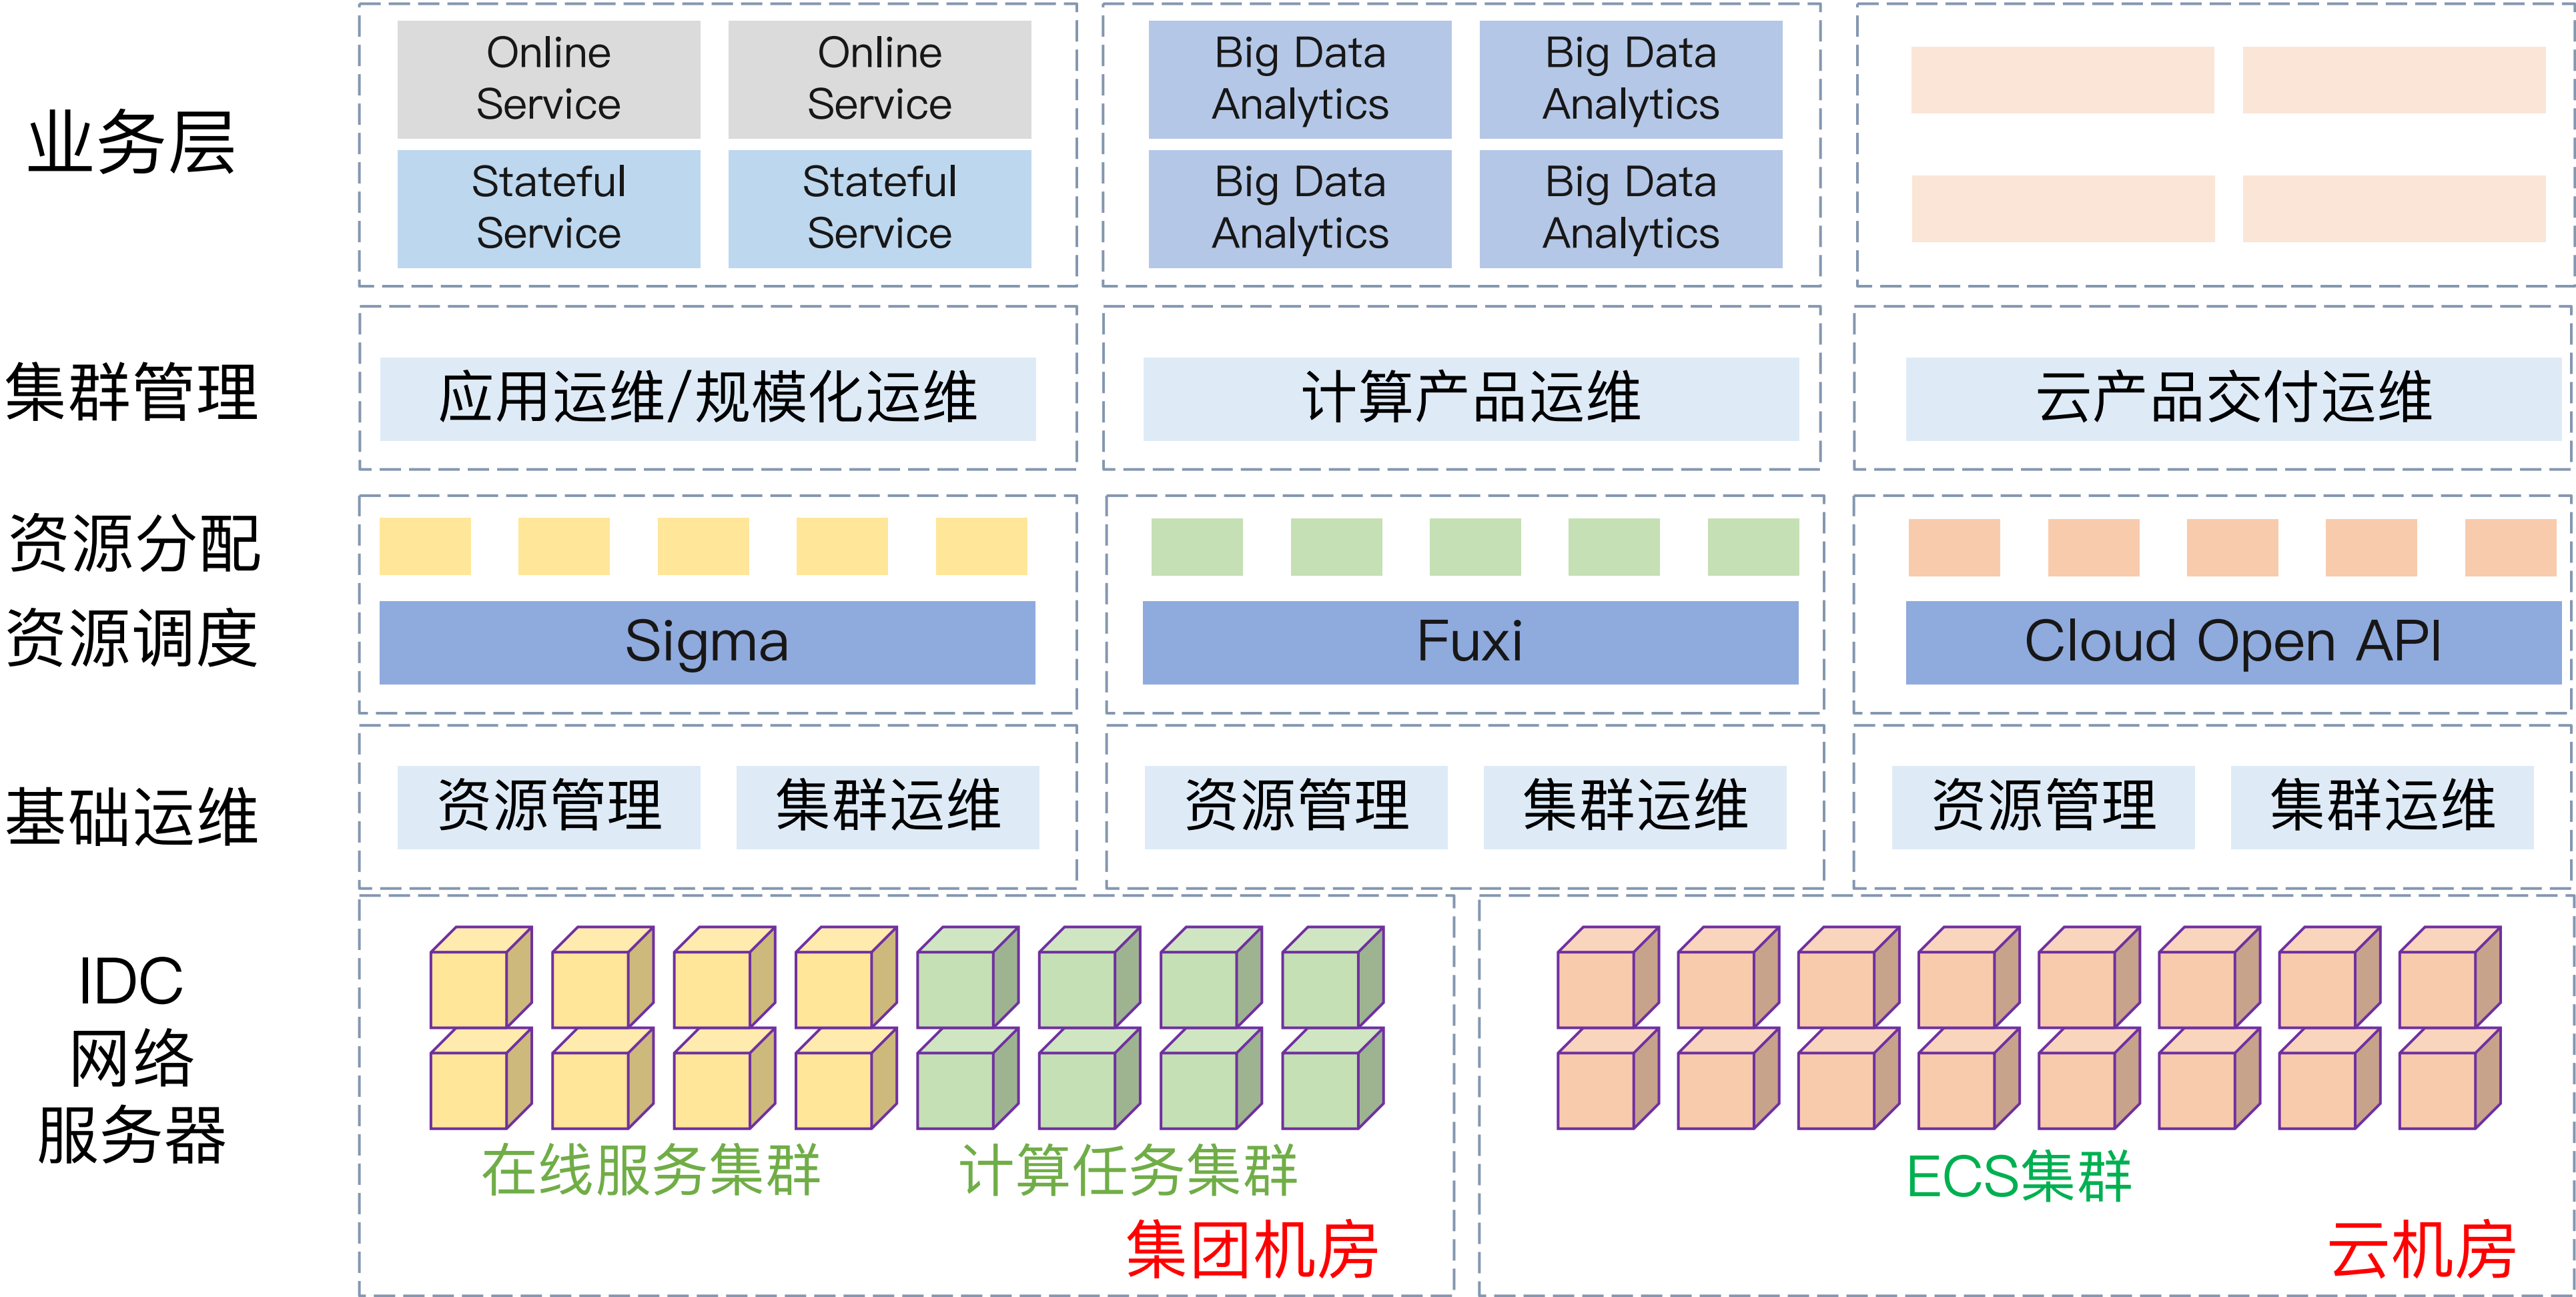 业务层
Online
Service
Online
Service
Stateful
Service
Stateful
Service
Big Data
Analytics
Big Data
Analytics
Big Data
Analytics
Big Data
Analytics
集群管理
应用运维/规模化运维
计算产品运维
云产品交付运维
资源分配
资源调度
Sigma
Fuxi
Cloud Open API
基础运维
资源管理
集群运维
资源管理
集群运维
资源管理
集群运维
IDC
网络
服务器
在线服务集群
计算任务集群
集团机房
ECS集群
云机房